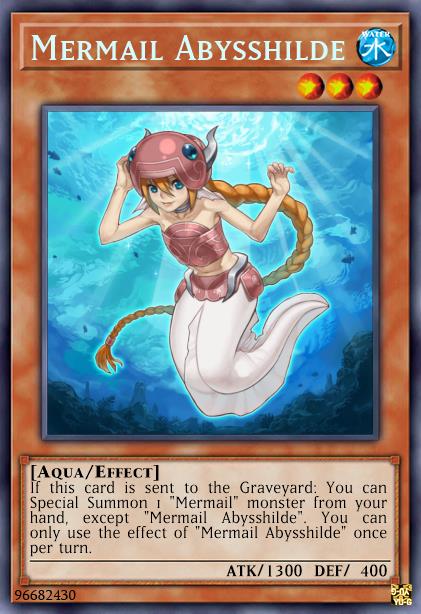 Mermail Abysshilde
WATER
水
[Aqua/Effect]
If this card is sent to the Graveyard: You can
Special Summon 1 "Mermail" monster from your
hand, except "Mermail Abysshilde". You can
only use the effect of "Mermail Abysshilde" once
per turn.
ATK/1300 DEF/ 400
96682430